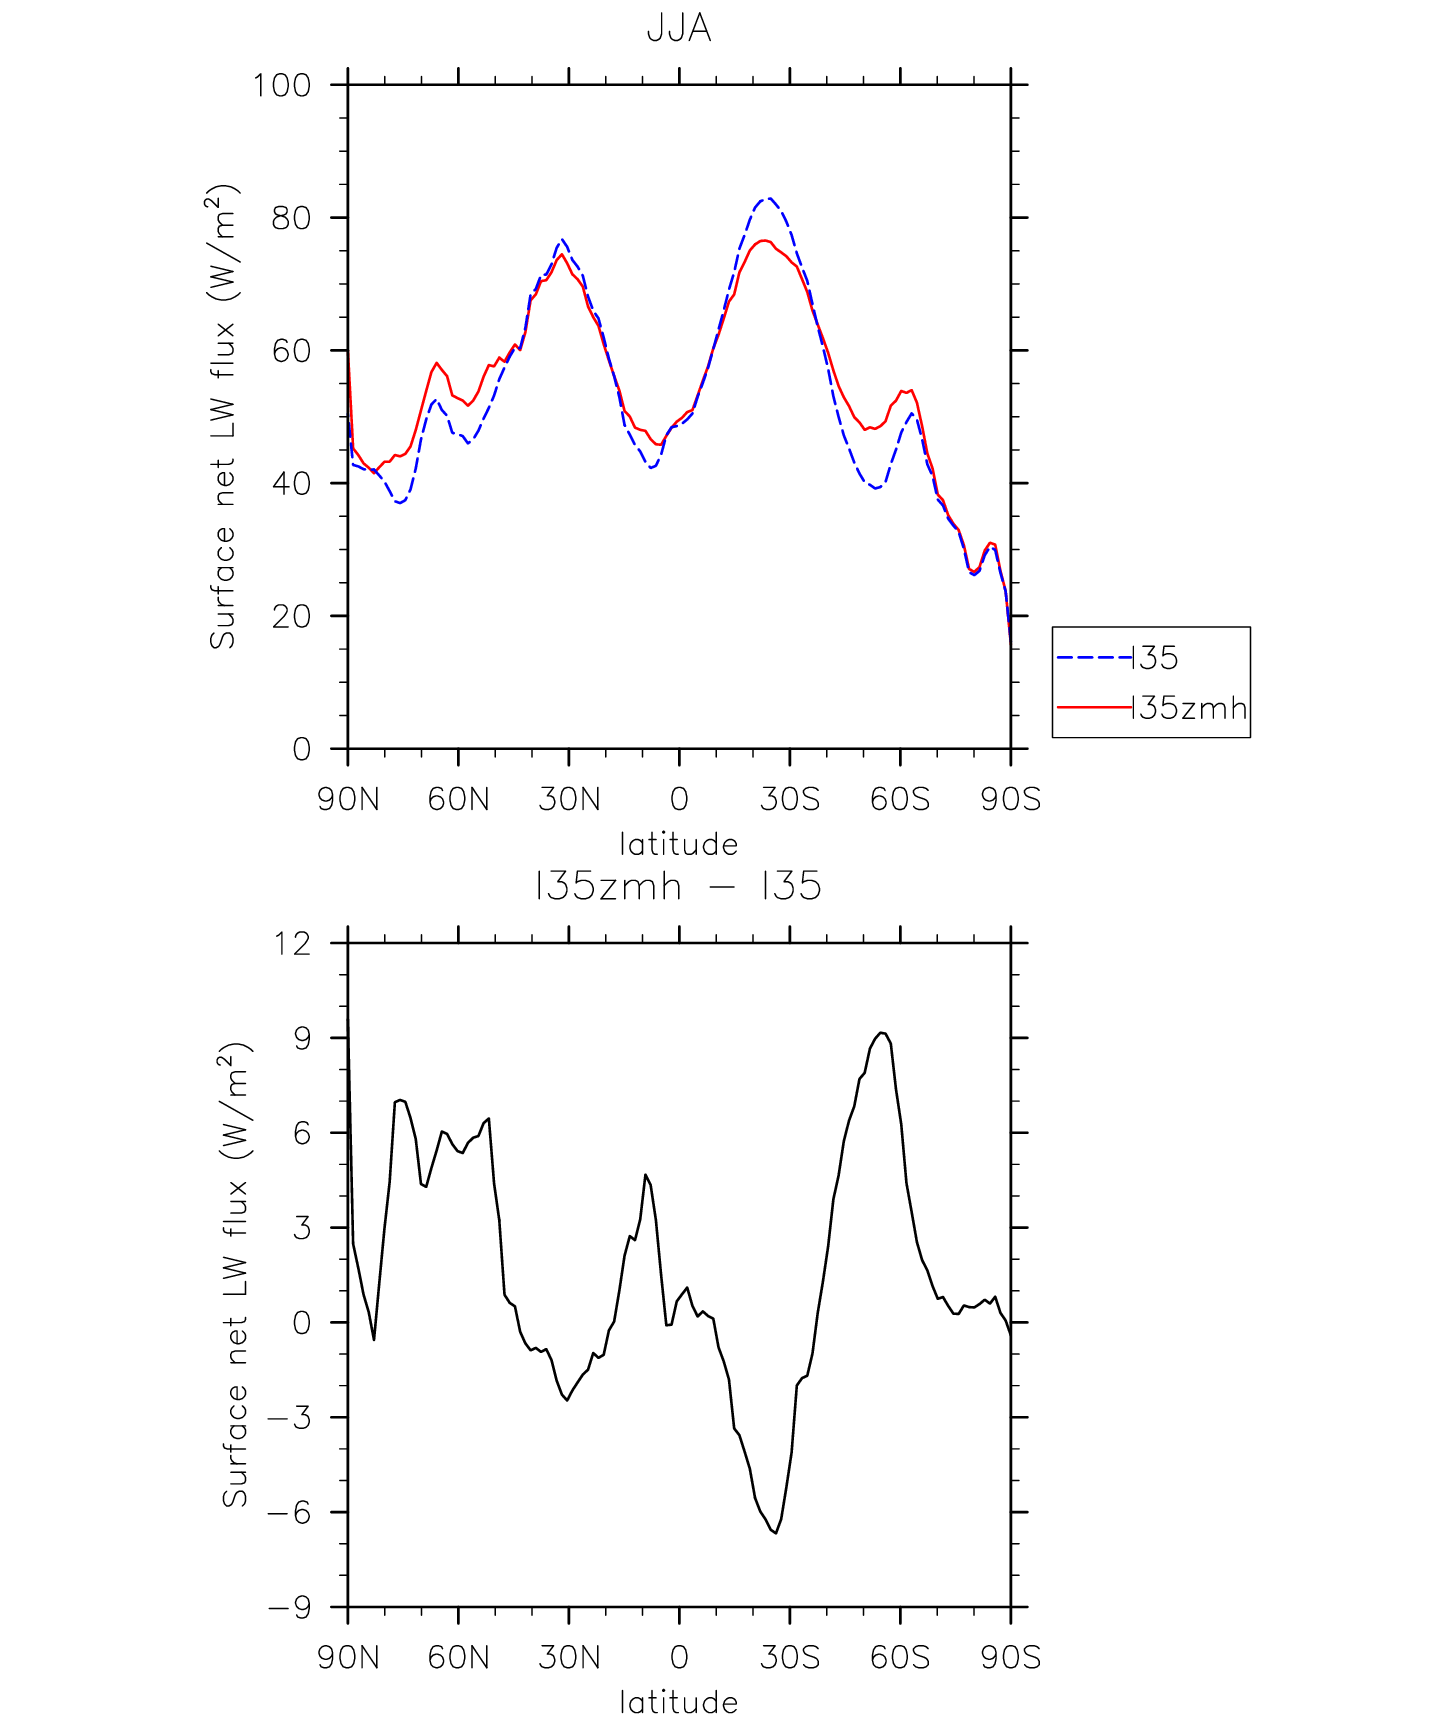 JJA
100
80
60
40
20
0
Surface net LW flux (W/m²)
90N 60N 30N 0 30S 60S 90S
latitude
I35
I35zmh
I35zmh – I35
12
9
6
3
0
−3
−6
−9
Surface net LW flux (W/m²)
90N 60N 30N 0 30S 60S 90S
latitude